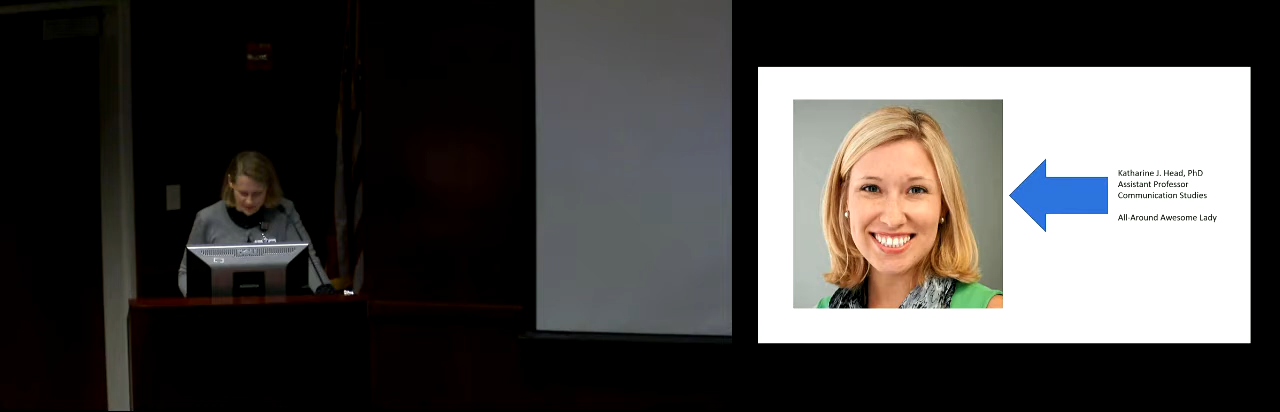 Katharine J. Head, PhD
Assistant Professor
Communication Studies
All-Around Awesome Lady